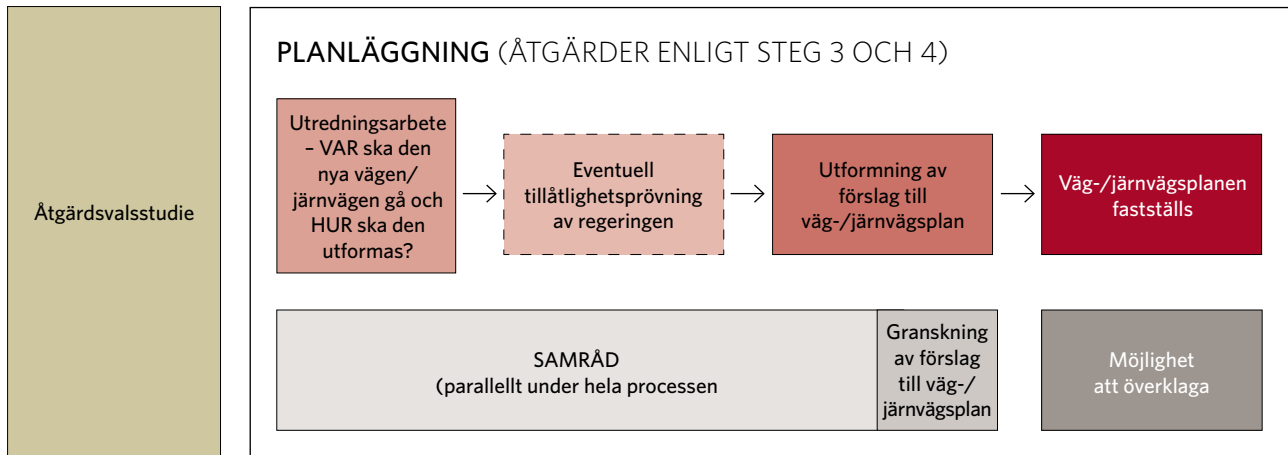 Åtgärdsvalsstudie
PLANLÄGGNING (ÅTGÄRDER ENLIGT STEG 3 OCH 4)
Utredningsarbete
– VAR ska den
nya vägen/
järnvägen gå och
HUR ska den
utformas?
Eventuell
tillåtlighetsprövning
av regeringen
Utformning av
förslag till
väg-/järnvägsplan
Väg-/järnvägsplanen
fastställs
SAMRÅD
(parallellt under hela processen
Granskning
av förslag
till väg-/
järnvägsplan
Möjlighet
att överklaga